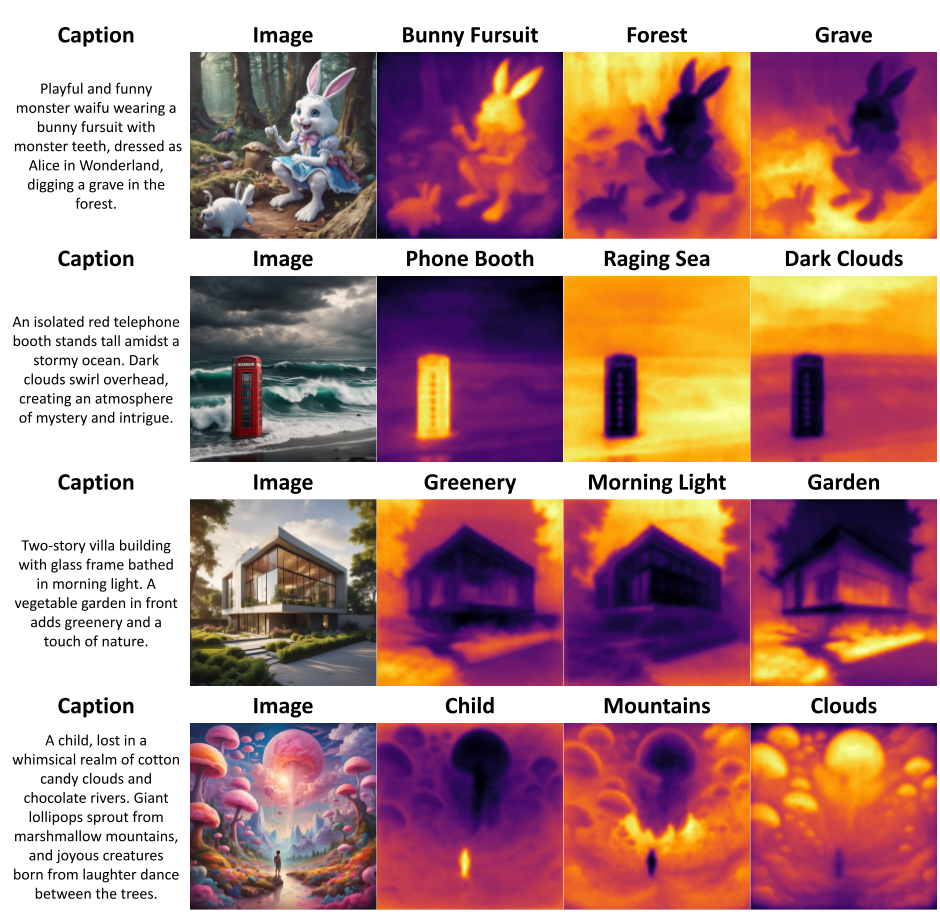 Caption Image Bunny Fursuit Forest Grave
Playful and funny
monster waifu wearing a
bunny fursuit with
monster teeth, dressed as
Alice in Wonderland,
digging a grave in the
forest.
Caption Image Phone Booth Raging Sea Dark Clouds
An isolated red telephone
booth stands tall amidst a
stormy ocean. Dark
clouds swirl overhead,
creating an atmosphere
of mystery and intrigue.
Caption Image Greenery Morning Light Garden
Two-story villa building
with glass frame bathed
in morning light. A
vegetable garden in front
adds greenery and a
touch of nature.
Caption Image Child Mountains Clouds
A child, lost in a
whimsical realm of cotton
candy clouds and
chocolate rivers. Giant
lollipops sprout from
marshmallow mountains,
and joyous creatures
born from laughter dance
between the trees.